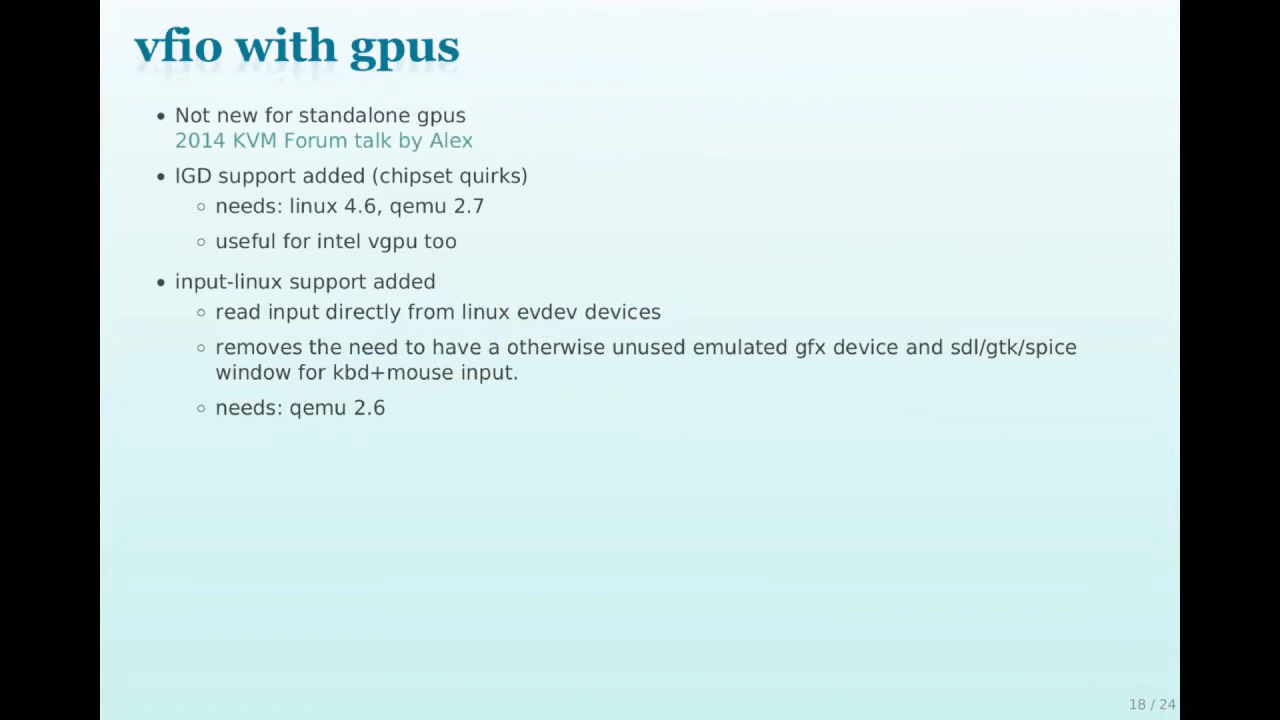 vfio with gpus
• Not new for standalone gpus
2014 KVM Forum talk by Alex
• IGD support added (chipset quirks)
○ needs: linux 4.6, qemu 2.7
○ useful for intel vgpu too
• input-linux support added
○ read input directly from linux evdev devices
○ removes the need to have a otherwise unused emulated gfx device and sdl/gtk/spice
window for kbd+mouse input.
○ needs: qemu 2.6
18 / 24